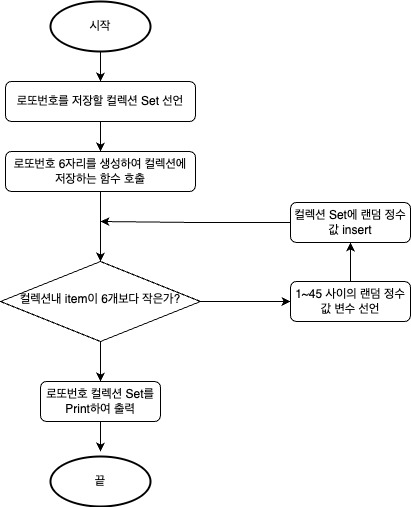 시작
로또번호를 저장할 컬렉션 Set 선언
로또번호 6자리를 생성하여 컬렉션에
저장하는 함수 호출
컬렉션 Set에 랜덤 정수
값 insert
컬렉션내 item이 6개보다 작은가?
1~45 사이의 랜덤 정수
값 변수 선언
로또번호 컬렉션 Set를
Print하여 출력
끝